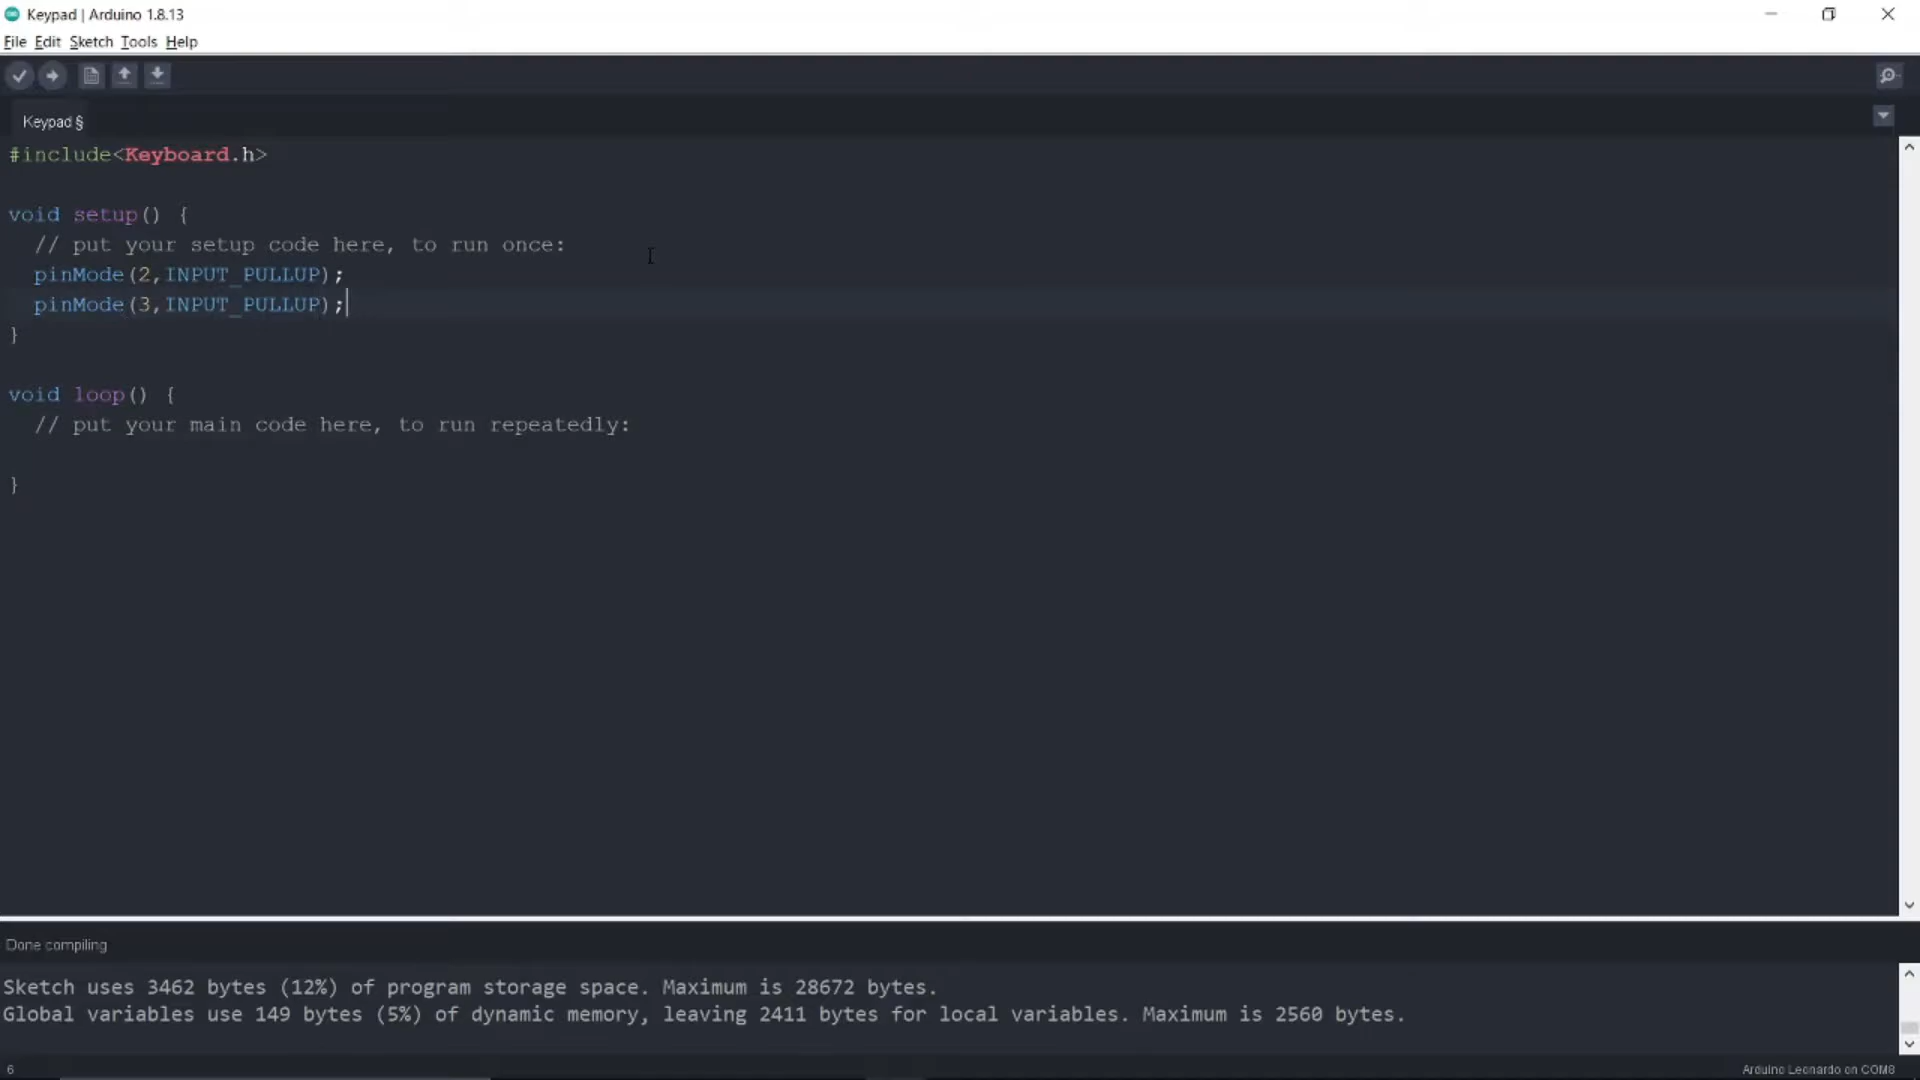 Keypad | Arduino 1.8.13
File Edit Sketch Tools Help
Keypad §
#include<Keyboard.h>
void setup() {
// put your setup code here, to run once:
pinMode(2,INPUT_PULLUP);
pinMode(3,INPUT_PULLUP);
}
void loop() {
// put your main code here, to run repeatedly:
}
Done compiling
Sketch uses 3462 bytes (12%) of program storage space. Maximum is 28672 bytes.
Global variables use 149 bytes (5%) of dynamic memory, leaving 2411 bytes for local variables. Maximum is 2560 bytes.
6
Arduino Leonardo on COM8